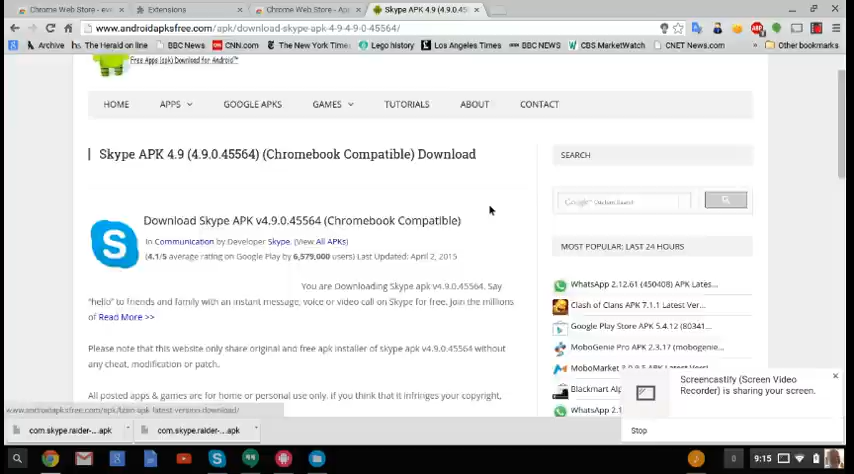 Chrome Web Store - eve
Extensions
Chrome Web Store - Ap
Skype APK 4.9 (4.9.0.45
www.androidapksfree.com/apk/download-skype-apk-4-9-4-9-0-45564/
Archive The Herald on line BBC News CNN.com The New York Times Lego history Los Angeles Times BBC NEWS CBS MarketWatch CNET News.com Other bookmarks
Free Apps (apk) Download for Android™
HOME APPS GOOGLE APKS GAMES TUTORIALS ABOUT CONTACT
Skype APK 4.9 (4.9.0.45564) (Chromebook Compatible) Download
SEARCH
Google Custom Search
Download Skype APK v4.9.0.45564 (Chromebook Compatible)
In Communication by Developer Skype. (View All APKs)
(4.1/5 average rating on Google Play by 6,579,000 users) Last Updated: April 2, 2015
You are Downloading Skype apk v4.9.0.45564. Say
"hello" to friends and family with an instant message, voice or video call on Skype for free. Join the millions
of Read More >>
Please note that this website only share original and free apk installer of skype apk v4.9.0.45564 without
any cheat, modification or patch.
All posted apps & games are for home or personal use only. if you think that it infringes your copyright,
MOST POPULAR: LAST 24 HOURS
WhatsApp 2.12.61 (450408) APK Lates...
Clash of Clans APK 7.1.1 Latest Ver...
Google Play Store APK 5.4.12 (80341...
MoboGenie Pro APK 2.3.17 (mobogenie...
MoboMarket
Blackmart Al
WhatsApp 2.1
Screencastify (Screen Video
Recorder) is sharing your screen.
Stop
com.skype.raider-....apk
com.skype.raider-....apk
0
9:15